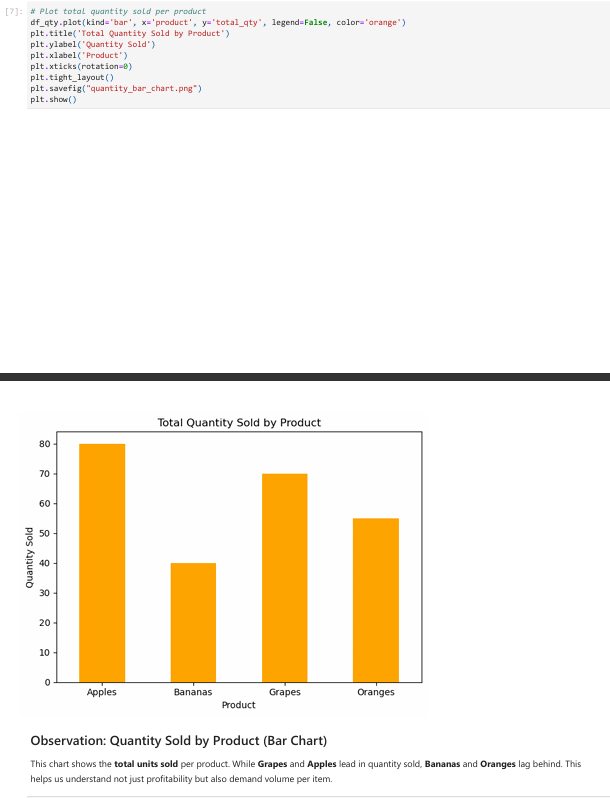 [7]: # Plot total quantity sold per product
df_qty.plot(kind='bar', x='product', y='total_qty', legend=False, color='orange')
plt.title('Total Quantity Sold by Product')
plt.ylabel('Quantity Sold')
plt.xlabel('Product')
plt.xticks(rotation=0)
plt.tight_layout()
plt.savefig("quantity_bar_chart.png")
plt.show()
Total Quantity Sold by Product
80
70
60
50
40
30
20
10
0
Quantity Sold
Apples Bananas Grapes Oranges
Product
Observation: Quantity Sold by Product (Bar Chart)
This chart shows the total units sold per product. While Grapes and Apples lead in quantity sold, Bananas and Oranges lag behind. This
helps us understand not just profitability but also demand volume per item.